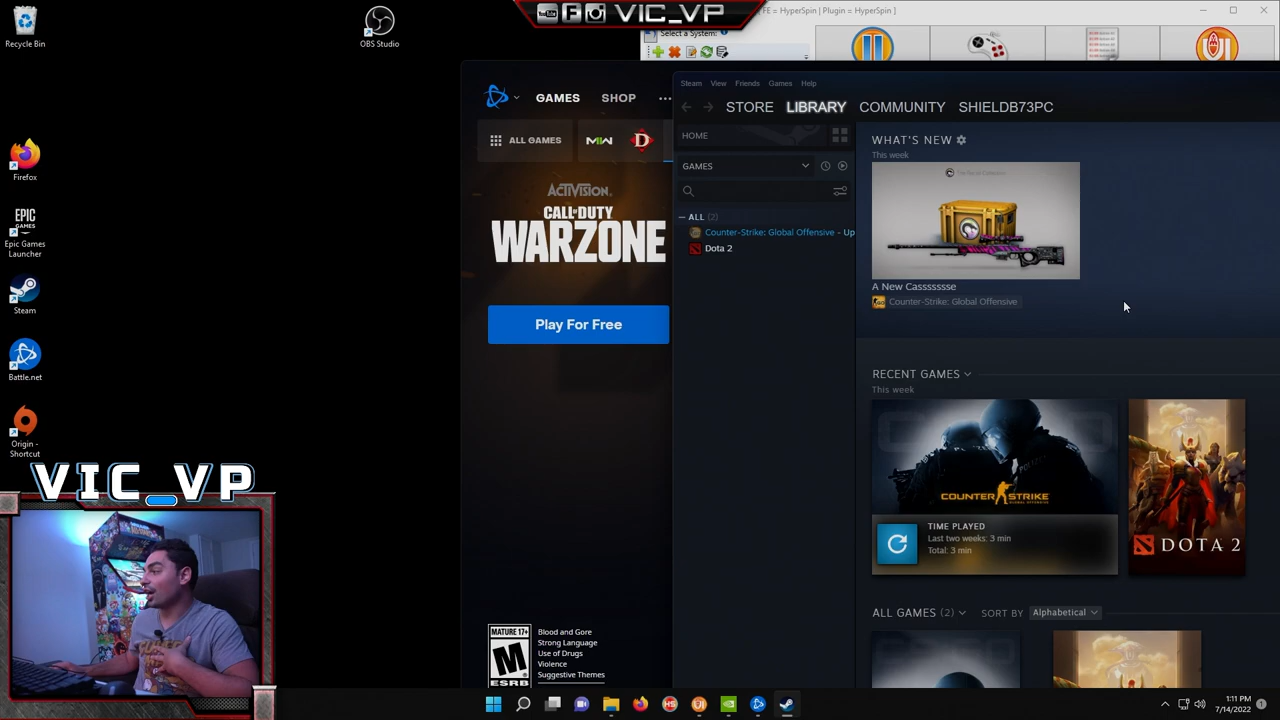 Recycle Bin
OBS Studio
VIC_VP
FE = HyperSpin | Plugin = HyperSpin ]
Select a System:
Firefox
EPIC
GAMES
Epic Games
Launcher
Steam
Battle.net
Origin -
Shortcut
GAMES
SHOP
ALL GAMES
ACTIVISION
CALL OF DUTY
WARZONE
Play For Free
MATURE 17+
M
ESRB
Blood and Gore
Strong Language
Use of Drugs
Violence
Suggestive Themes
Steam View Friends Games Help
STORE LIBRARY COMMUNITY SHIELDB73PC
HOME
GAMES
ALL (2)
Counter-Strike: Global Offensive - Up
Dota 2
WHAT'S NEW
This week
A New Casssssse
Counter-Strike: Global Offensive
RECENT GAMES
This week
COUNTER STRIKE
GLOBAL OFFENSIVE
TIME PLAYED
Last two weeks: 3 min
Total: 3 min
DOTA 2
ALL GAMES (2) SORT BY Alphabetical
VIC_VP
1:11 PM
7/14/2022